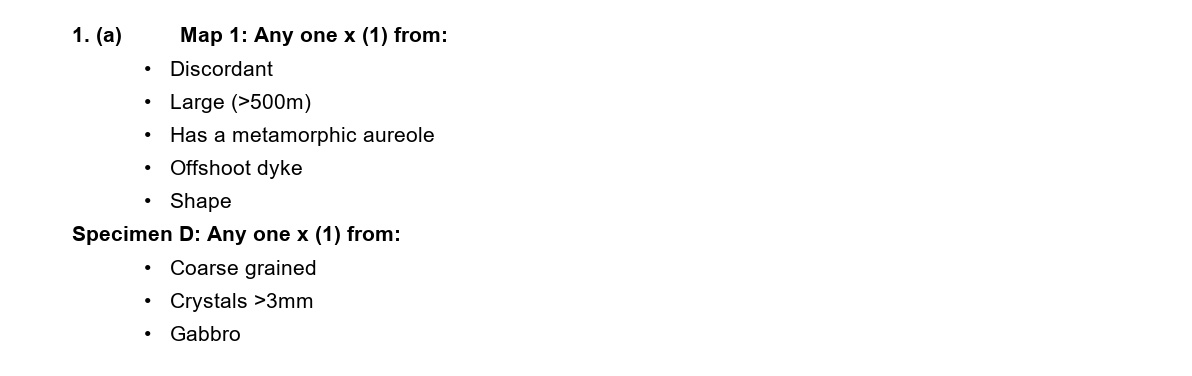 1. (a) Map 1: Any one x (1) from:
• Discordant
• Large (>500m)
• Has a metamorphic aureole
• Offshoot dyke
• Shape
Specimen D: Any one x (1) from:
• Coarse grained
• Crystals >3mm
• Gabbro